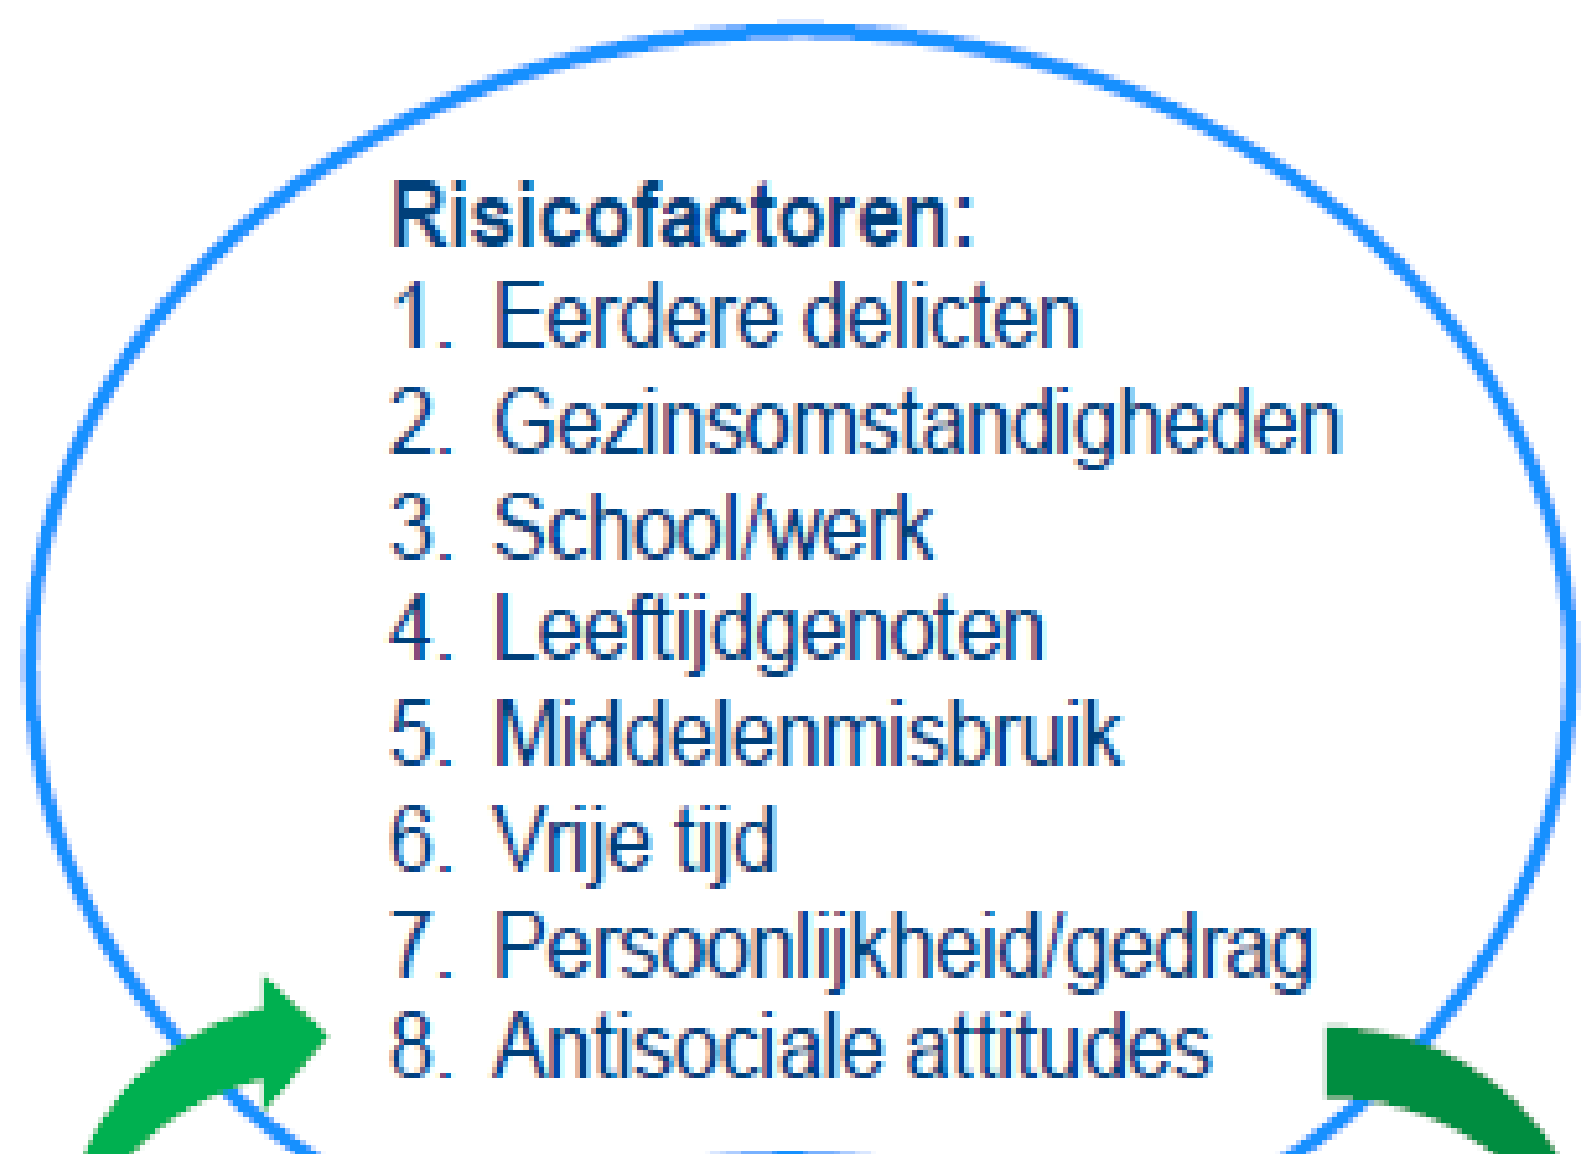 Risicofactoren:
1. Eerdere delicten
2. Gezinsomstandigheden
3. School/werk
4. Leeftijdgenoten
5. Middelenmisbruik
6. Vrije tijd
7. Persoonlijkheid/gedrag
8. Antisociale attitudes